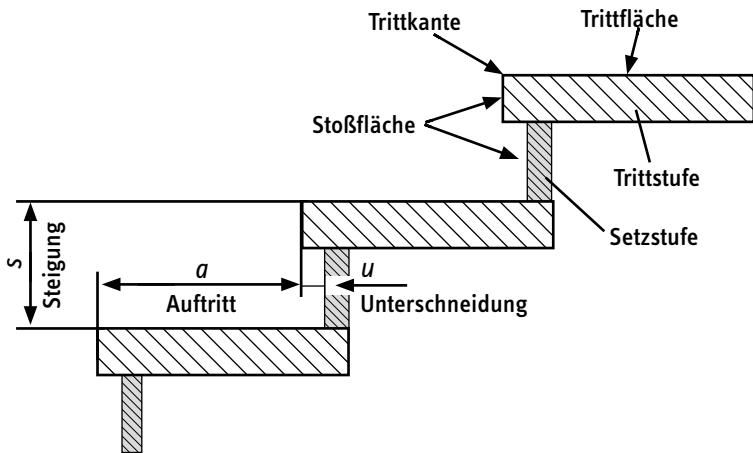 Trittkante
Trittfläche
Stoßfläche
Trittstufe
Setzstufe
s
Steigung
a
Auftritt
u
Unterschneidung